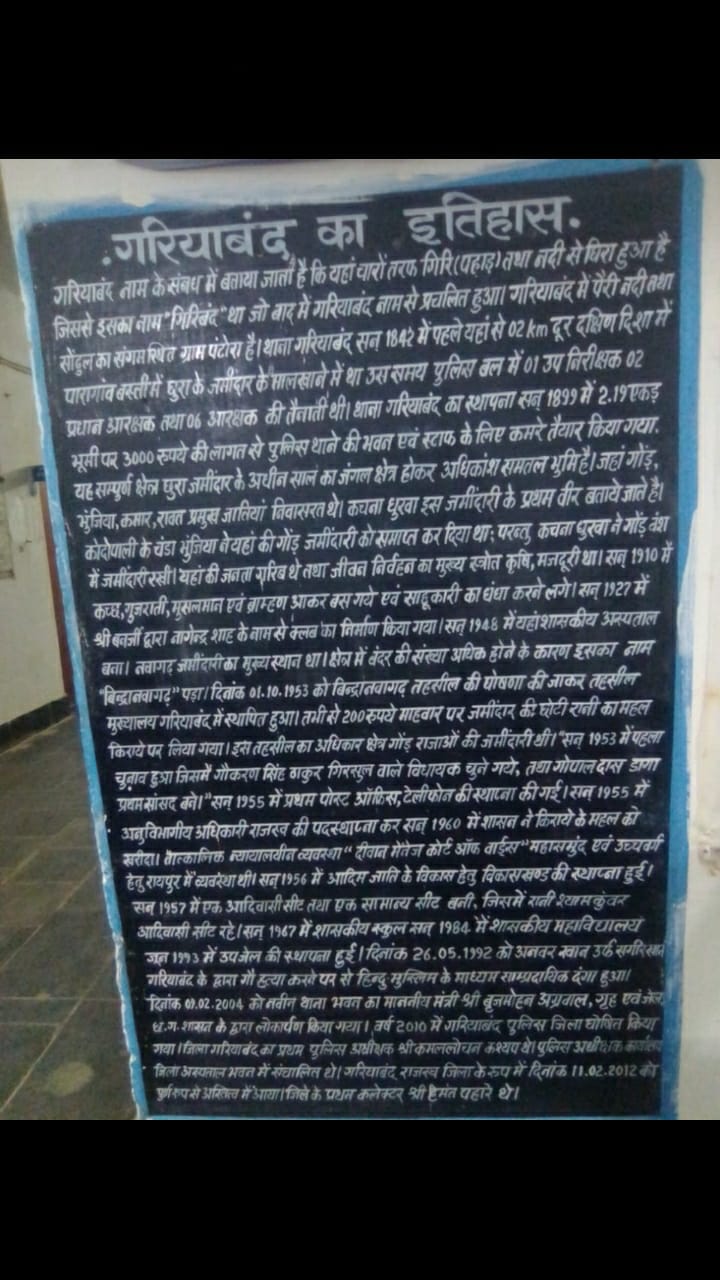 गरियाबंद का इतिहास.
गरियाबंद नाम के संबध में बताया जाता है कि यहां चारों तरफ गिरि (पहाड़) तथा नदी से घिरा हुआ है
जिससे इसका नाम "गिरिबंद" था जो बाद में गरियाबंद नाम से प्रचलित हुआ। गरियाबंद में पैरी नदी तथा
सोंढुल का संगम स्थित ग्राम पंटोरा है। थाना गरियाबंद सन् 1842 में पहले यहां से 02 km दूर दक्षिण दिशा में
पारागांव बस्ती में छुरा के जमींदार के मालखाने में था उस समय पुलिस बल में 01 उप निरीक्षक 02
प्रधान आरक्षक तथा 06 आरक्षक की तैनाती थी। थाना गरियाबंद का स्थापना सन् 1899 में 2.19 एकड़
भूमी पर 3000 रुपये की लागत से पुलिस थाने की भवन एवं स्टाफ के लिए कमरे तैयार किया गया.
यह सम्पुर्ण क्षेत्र छुरा जमींदार के अधीन साल का जंगल क्षेत्र होकर अधिकांश समतल भुमि है। जहां गोंड़,
भुंजिया, कमार, रावत प्रमुख जातियां निवासरत थे। कचना धुरवा इस जमींदारी के प्रथम वीर बताये जाते है।
कोदोपाली के चंडा भुंजिया ने यहां की गोंड़ जमींदारी को समाप्त कर दिया था; परन्तु कचना धुरवा ने गोंड़ वंश
में जमींदारी रखी। यहां की जनता गरिब थे तथा जीवन निर्वहन का मुख्य स्त्रोत कृषि, मजदूरी था। सन् 1910 में
कच्छ, गुजराती, मुसलमान एवं ब्राम्हण आकर बस गये एवं साहूकारी का धंधा करने लगे। सन् 1927 में
श्री बनर्जी द्वारा नागेन्द्र शाह के नाम से क्लब का निर्माण किया गया। सन् 1948 में यहां शासकीय अस्पताल
बना। नवागढ़ जमींदारी का मुख्य स्थान था। क्षेत्र में बंदर की संख्या अधिक होने के कारण इसका नाम
"बिन्द्रानवागढ़" पड़ा। दिनांक 01.10.1953 को बिन्द्रानवागढ़ तहसील की घोषणा की जाकर तहसील
मुख्यालय गरियाबंद में स्थापित हुआ। तभी से 200 रुपये माहवार पर जमींदार की छोटी रानी का महल
किराये पर लिया गया। इस तहसील का अधिकार क्षेत्र गोंड़ राजाओं की जमींदारी थी। "सन् 1953 में पहला
चुनाव हुआ जिसमें गौकरण सिंह ठाकुर गिरसूल वाले विधायक चुने गये, तथा गोपाल दास डागा
प्रथम सांसद बने।" सन् 1955 में प्रथम पोस्ट ऑफिस, टेलीफोन की स्थापना की गई। सन् 1955 में
अनुविभागीय अधिकारी राजस्व की पदस्थापना कर सन् 1960 में शासन ने किराये के महल को
खरीदा। तात्कालिक न्यायालयीन व्यवस्था "दीवान मैनेज कोर्ट ऑफ वार्ड्स" महासमुंद एवं उच्चवर्ग
हेतु रायपुर में व्यवस्था थी। सन् 1956 में आदिम जाति के विकास हेतु विकासखण्ड की स्थापना हुई।
सन् 1957 में एक आदिवासी सीट तथा एक सामान्य सीट बनी, जिसमें रानी श्याम कुंवर
आदिवासी सीट रहे। सन् 1967 में शासकीय स्कूल सन् 1984 में शासकीय महाविद्यालय
जून 1993 में उपजेल की स्थापना हुई। दिनांक 26.05.1992 को अनवर खान उर्फ सगीर खान
गरियाबंद के द्वारा गौ हत्या करने पर से हिन्दु मुस्लिम के माध्यम साम्प्रदायिक दंगा हुआ।
दिनांक 07.02.2004 को नवीन थाना भवन का माननीय मंत्री श्री बृजमोहन अग्रवाल, गृह एवं जेल,
छ.ग. शासन के द्वारा लोकार्पण किया गया। वर्ष 2010 में गरियाबंद पुलिस जिला घोषित किया
गया। जिला गरियाबंद का प्रथम पुलिस अधीक्षक श्री कमललोचन कश्यप थे। पुलिस अधीक्षक कार्यालय
जिला अस्पताल भवन में संचालित थे। गरियाबंद राजस्व जिला के रुप में दिनांक 11.02.2012 को
पुर्ण रुप से अस्तित्व में आया। जिले के प्रथम कलेक्टर श्री हेमंत पहारे थे।